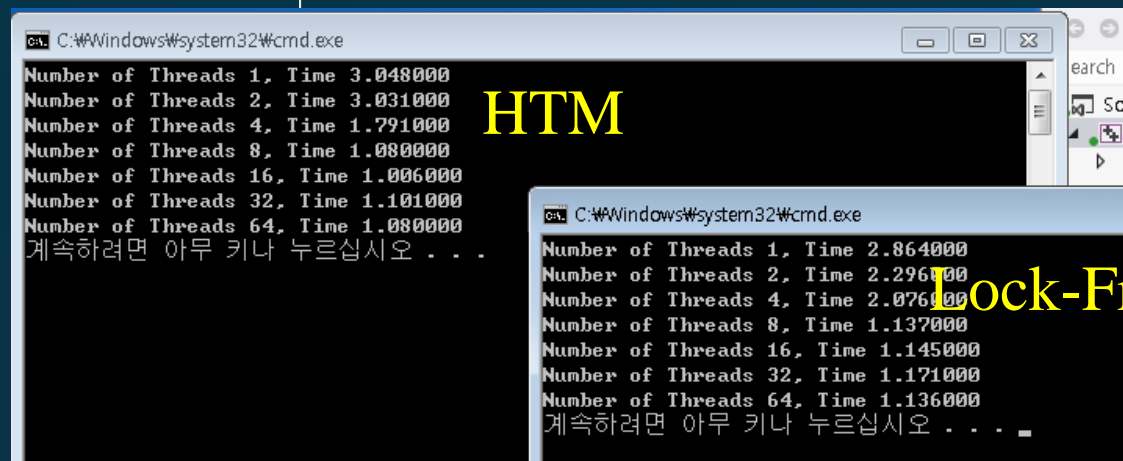 C:₩Windows₩system32₩cmd.exe
Number of Threads 1, Time 3.048000
Number of Threads 2, Time 3.031000
Number of Threads 4, Time 1.791000
Number of Threads 8, Time 1.080000
Number of Threads 16, Time 1.006000
Number of Threads 32, Time 1.101000
Number of Threads 64, Time 1.080000
계속하려면 아무 키나 누르십시오 . . .
HTM
earch
So
C:₩Windows₩system32₩cmd.exe
Number of Threads 1, Time 2.864000
Number of Threads 2, Time 2.296000
Number of Threads 4, Time 2.076000
Number of Threads 8, Time 1.137000
Number of Threads 16, Time 1.145000
Number of Threads 32, Time 1.171000
Number of Threads 64, Time 1.136000
계속하려면 아무 키나 누르십시오 . . .
Lock-Fr